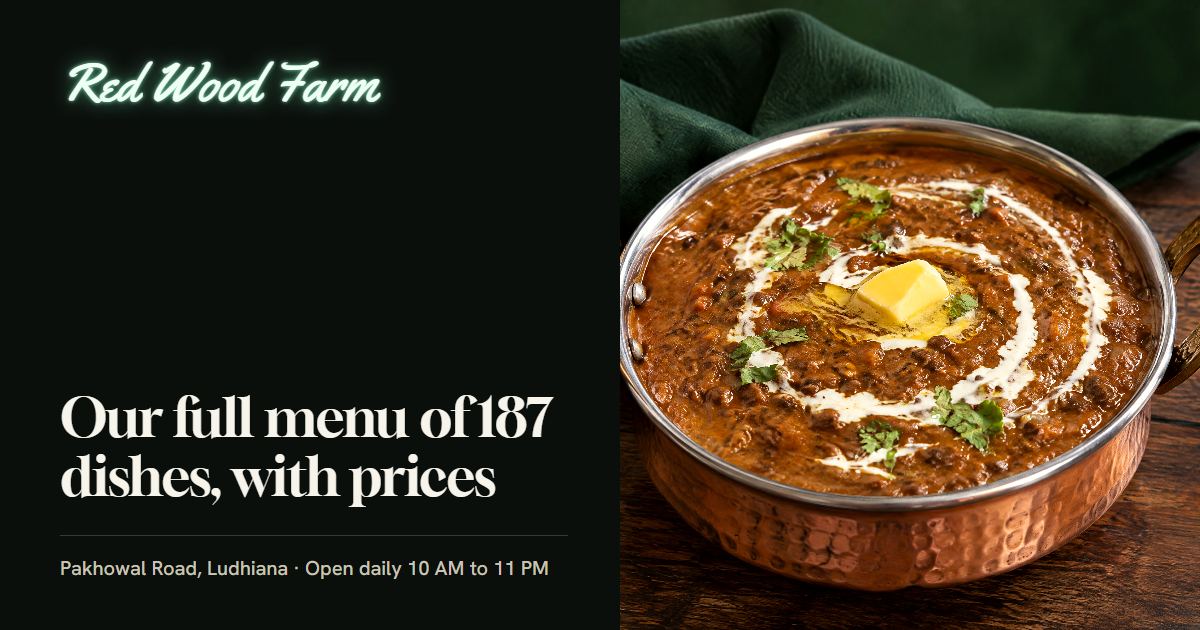 Red Wood Farm
Our full menu of 187
dishes, with prices
Pakhowal Road, Ludhiana · Open daily 10 AM to 11 PM